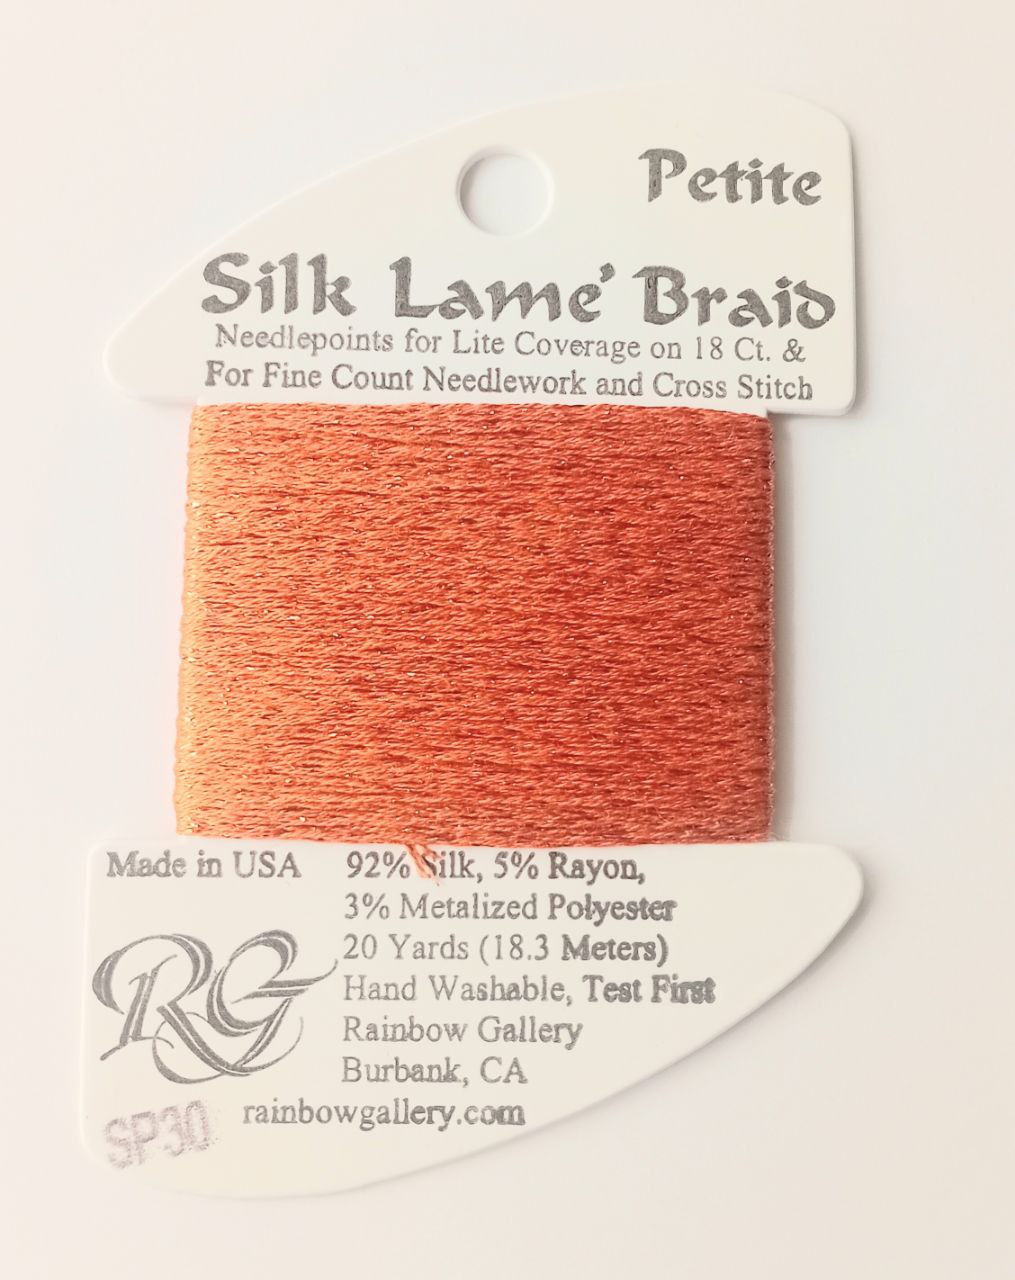 Petite
Silk Lamé Braid
Needlepoints for Lite Coverage on 18 Ct. &
For Fine Count Needlework and Cross Stitch
Made in USA
92% Silk, 5% Rayon,
3% Metalized Polyester
20 Yards (18.3 Meters)
Hand Washable, Test First
Rainbow Gallery
Burbank, CA
rainbowgallery.com
RG
SP30